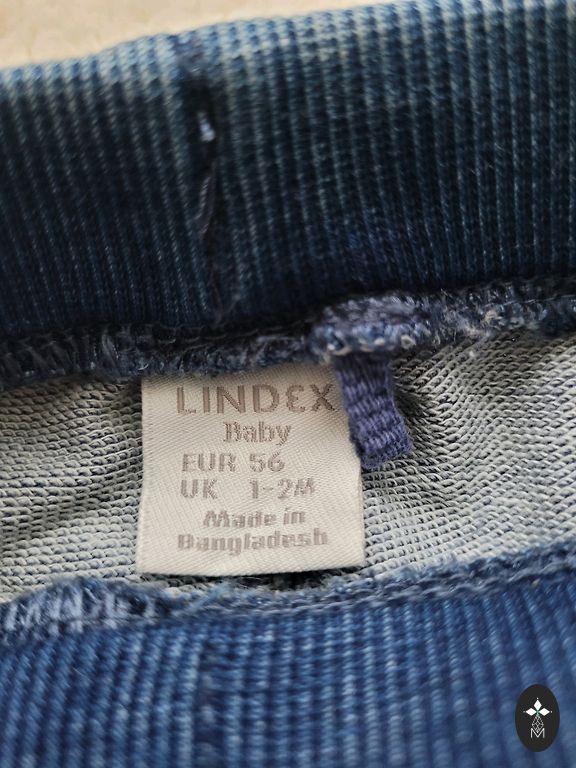 LINDEX
Baby
EUR 56
UK 1-2M
Made in
Bangladesh
M